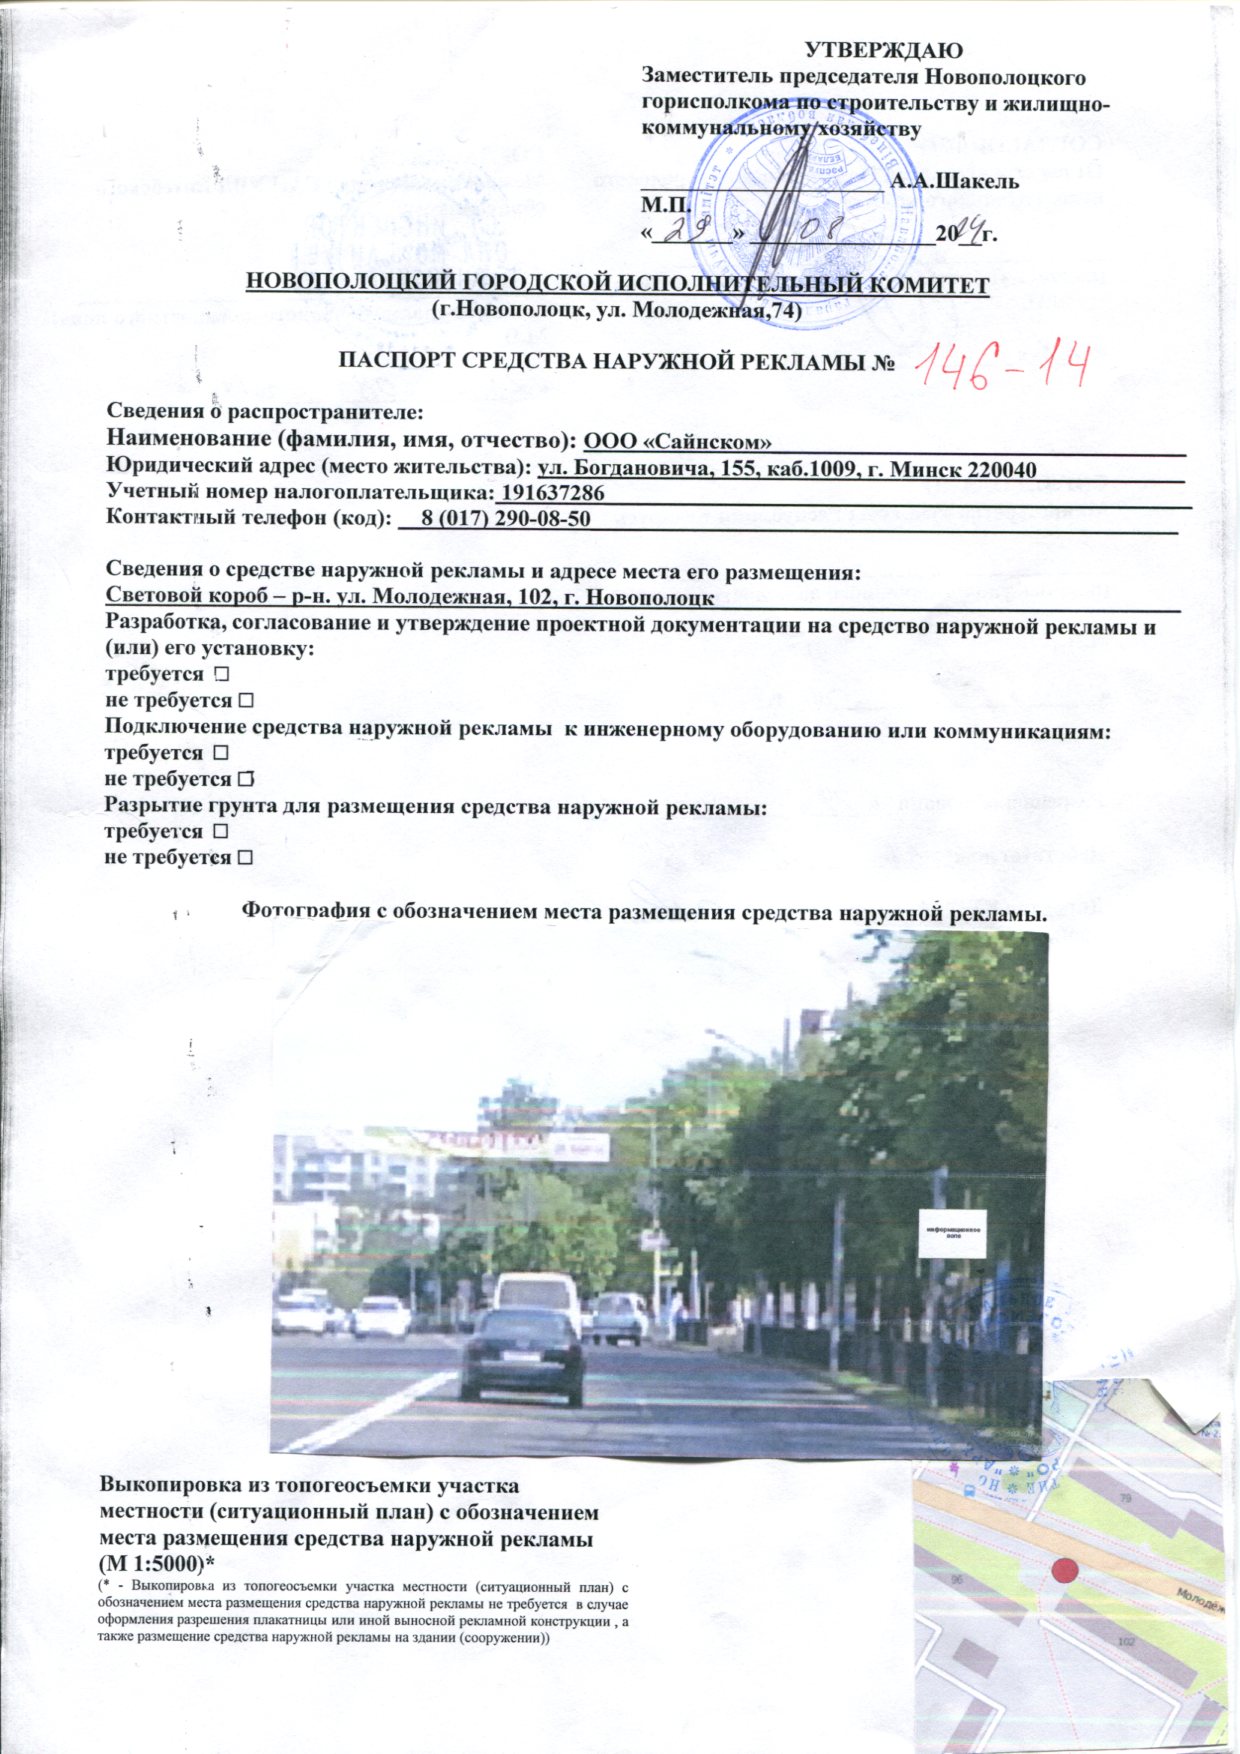 УТВЕРЖДАЮ
Заместитель председателя Новополоцкого
горисполкома по строительству и жилищно-
коммунальному хозяйству
А.А.Шакель
М.П.
« 29 » 08 2014г.
НОВОПОЛОЦКИЙ ГОРОДСКОЙ ИСПОЛНИТЕЛЬНЫЙ КОМИТЕТ
(г.Новополоцк, ул. Молодежная,74)
ПАСПОРТ СРЕДСТВА НАРУЖНОЙ РЕКЛАМЫ № 146-14
Сведения о распространителе:
Наименование (фамилия, имя, отчество): ООО «Сайнском»
Юридический адрес (место жительства): ул. Богдановича, 155, каб.1009, г. Минск 220040
Учетный номер налогоплательщика: 191637286
Контактный телефон (код): 8 (017) 290-08-50
Сведения о средстве наружной рекламы и адресе места его размещения:
Световой короб – р-н. ул. Молодежная, 102, г. Новополоцк
Разработка, согласование и утверждение проектной документации на средство наружной рекламы и
(или) его установку:
требуется □
не требуется □
Подключение средства наружной рекламы к инженерному оборудованию или коммуникациям:
требуется □
не требуется □
Разрытие грунта для размещения средства наружной рекламы:
требуется □
не требуется □
Фотография с обозначением места размещения средства наружной рекламы.
информационное
поле
Выкопировка из топогеосъемки участка
местности (ситуационный план) с обозначением
места размещения средства наружной рекламы
(М 1:5000)*
(* - Выкопировка из топогеосъемки участка местности (ситуационный план) с
обозначением места размещения средства наружной рекламы не требуется в случае
оформления разрешения плакатницы или иной выносной рекламной конструкции , а
также размещение средства наружной рекламы на здании (сооружении))
79
96
Молодёж
102